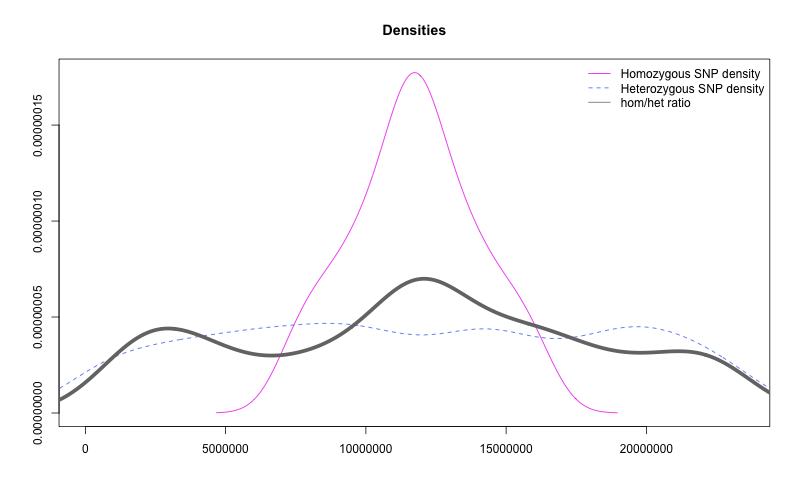 Densities
Homozygous SNP density
Heterozygous SNP density
hom/het ratio
0.00000015
0.00000010
0.00000005
0.00000000
0 5000000 10000000 15000000 20000000